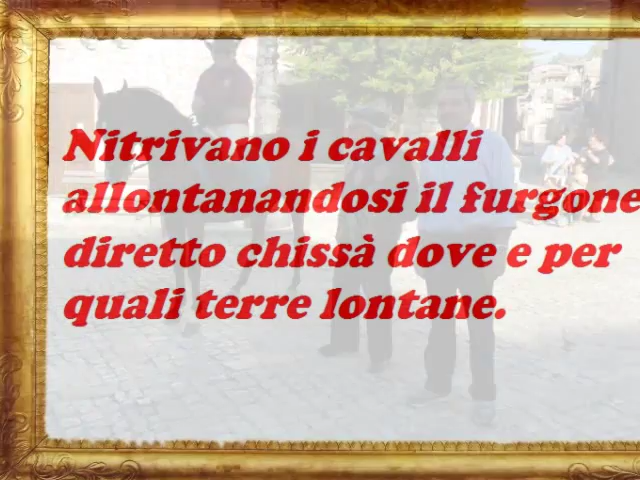 Nitrivano i cavalli
allontanandosi il furgone
diretto chissà dove e per
quali terre lontane.